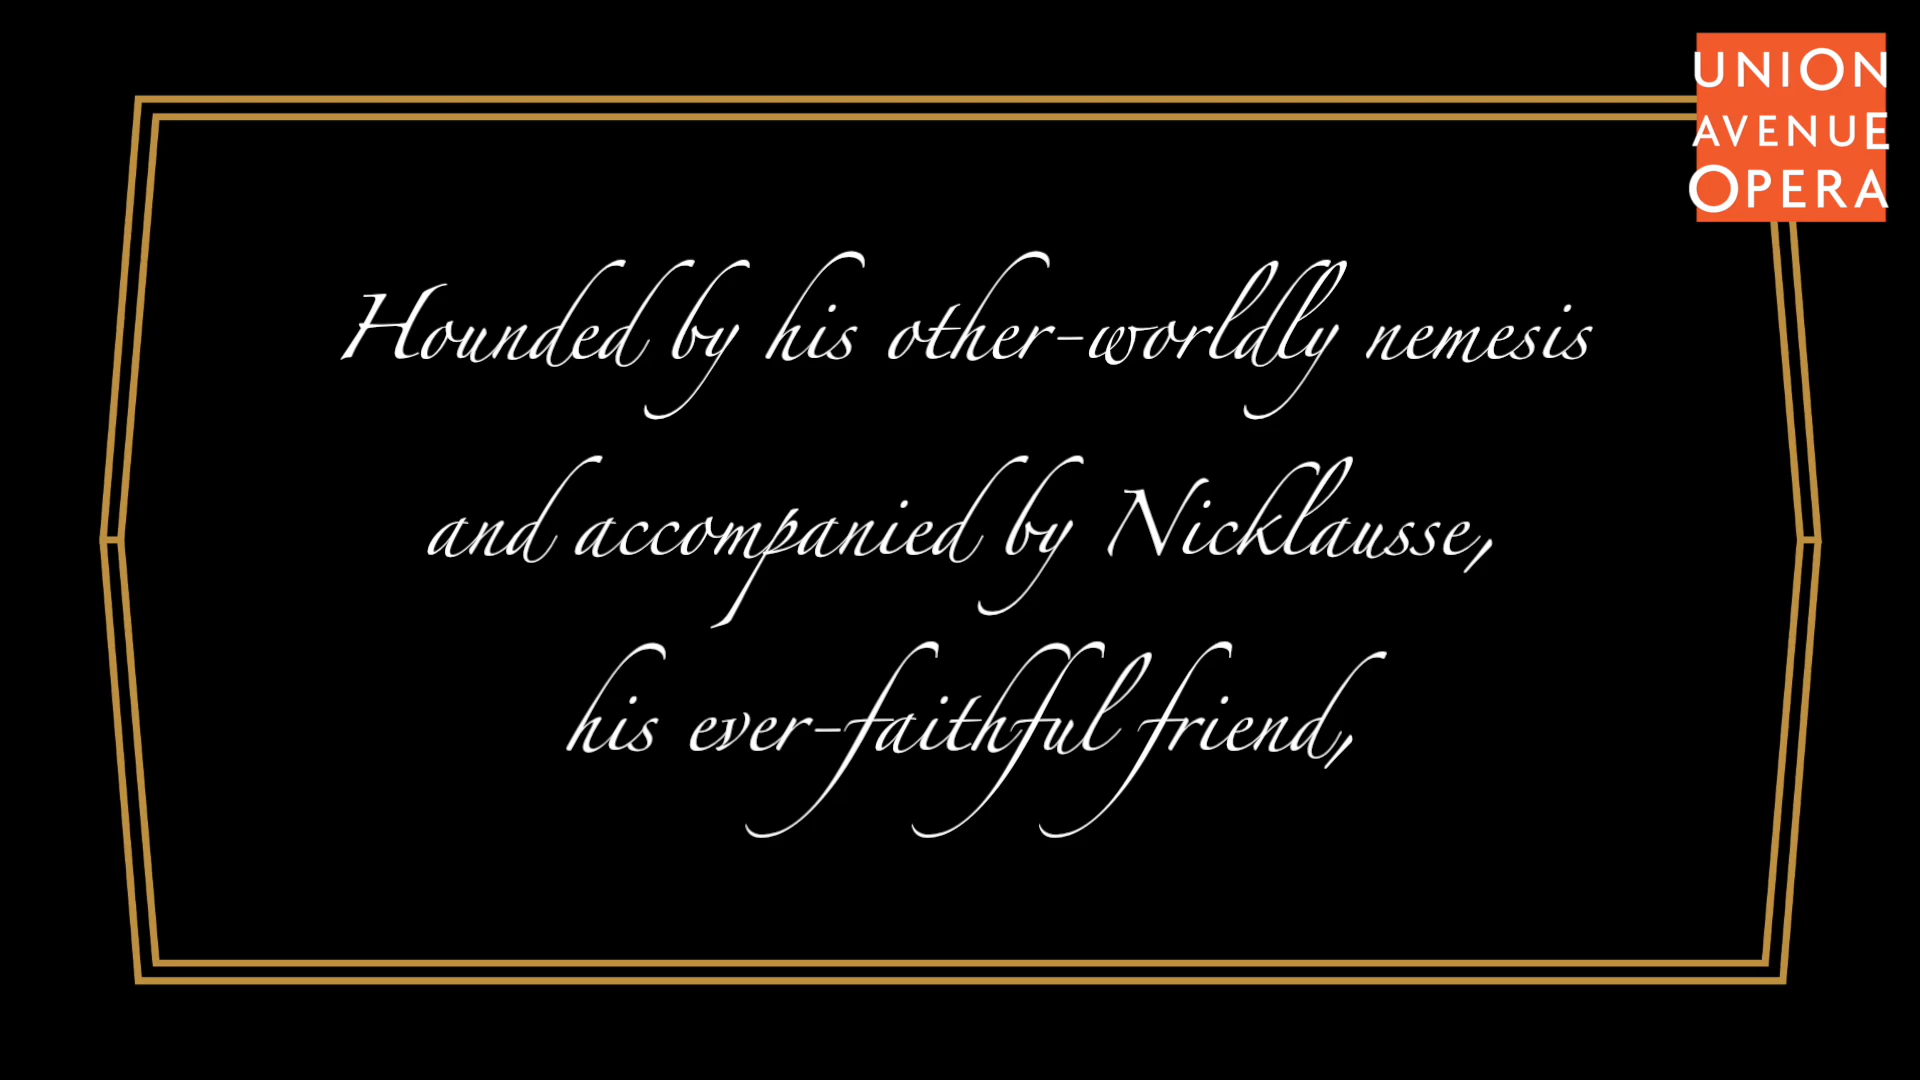 UNION
AVENUE
OPERA
Hounded by his other-worldly nemesis
and accompanied by Nicklausse,
his ever-faithful friend,